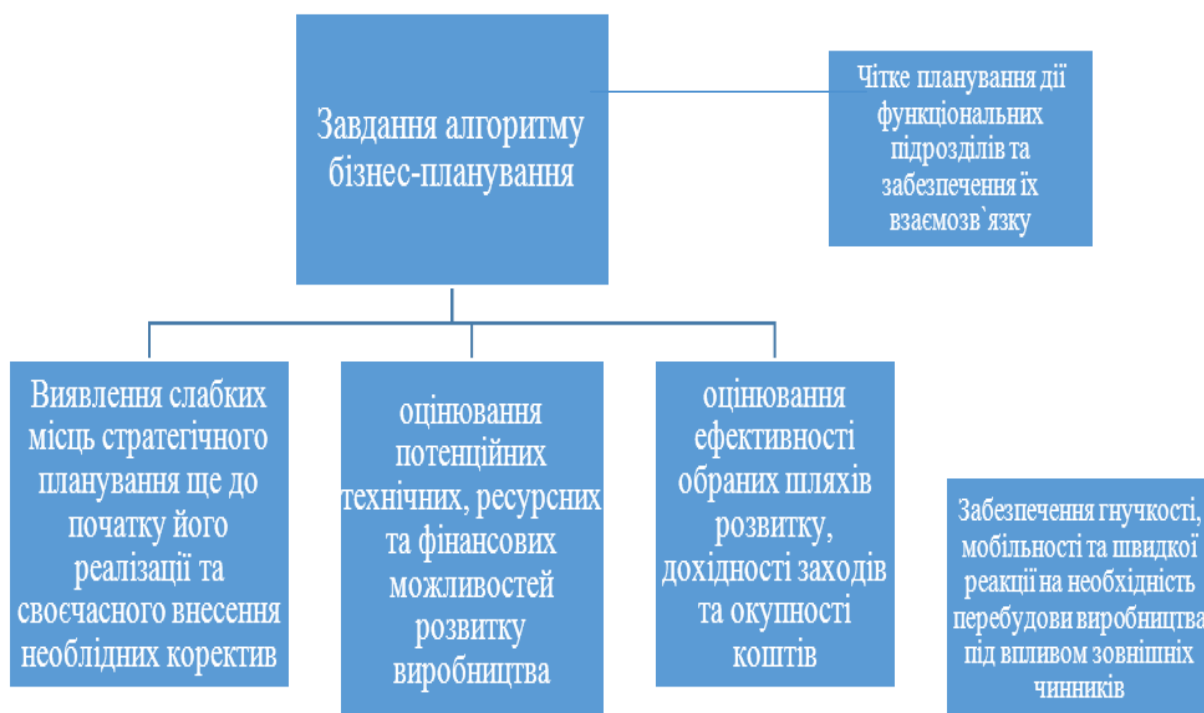 Завдання алгоритму
бізнес-планування
Чітке планування дії
функціональних
підрозділів та
забезпечення їх
взаємозв`язку
Виявлення слабких
місць стратегічного
планування ще до
початку його
реалізації та
своєчасного внесення
необлідних коректив
оцінювання
потенційних
технічних, ресурсних
та фінансових
можливостей
розвитку
виробництва
оцінювання
ефективності
обраних шляхів
розвитку,
дохідності заходів
та окупності
коштів
Забезпечення гнучкості,
мобільності та швидкої
реакції на необхідність
перебудови виробництва
під впливом зовнішніх
чинників